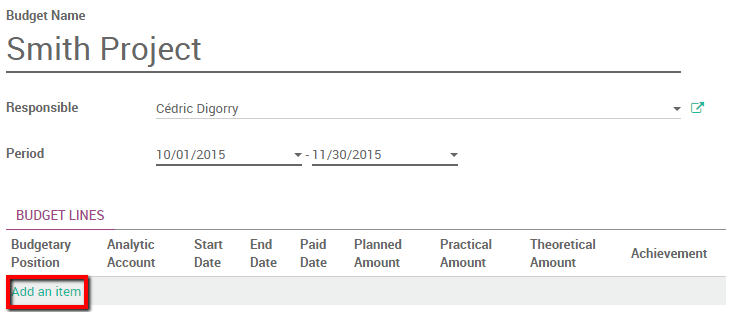 Budget Name
Smith Project
Responsible Cédric Digorry
Period 10/01/2015 - 11/30/2015
BUDGET LINES
Budgetary Position Analytic Account Start Date End Date Paid Date Planned Amount Practical Amount Theoretical Amount Achievement
Add an item